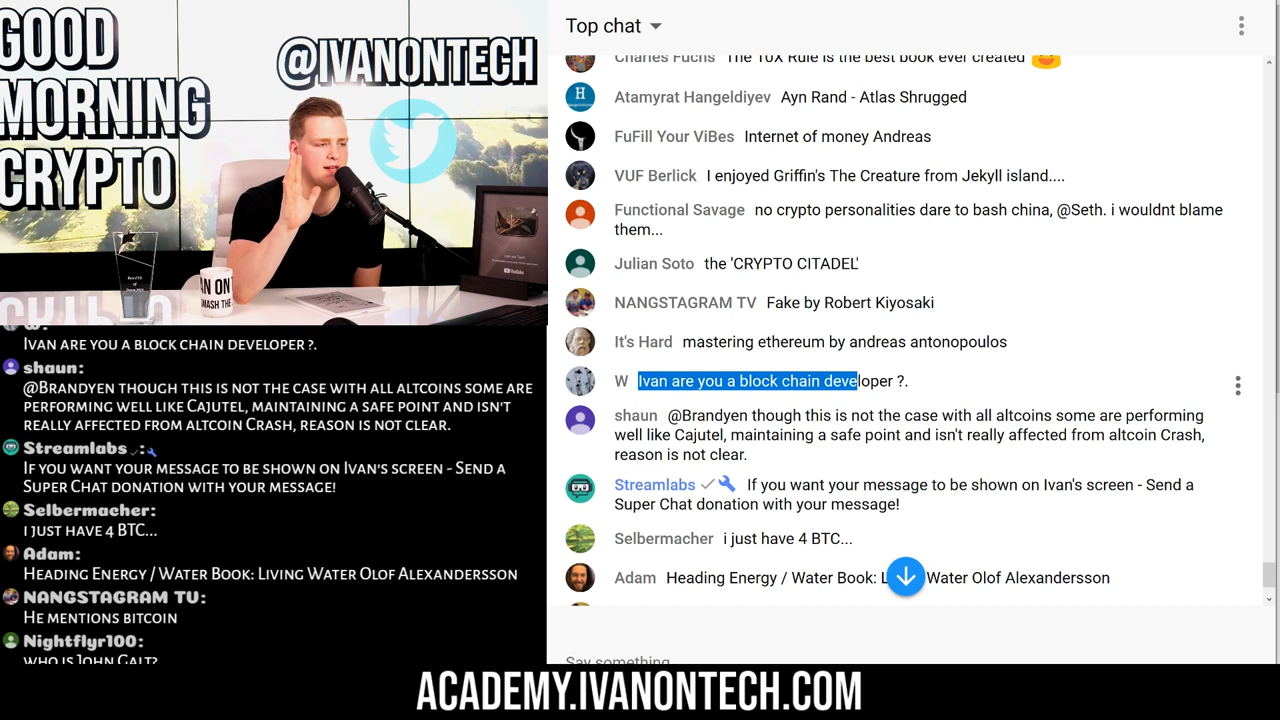 GOOD
MORNING
CRYPTO
@IVANONTECH
YouTube
AN ON
SMASH THE
W:
Ivan are you a block chain developer ?.
shaun:
@Brandyen though this is not the case with all altcoins some are
performing well like Cajutel, maintaining a safe point and isn't
really affected from altcoin Crash, reason is not clear.
Streamlabs :
If you want your message to be shown on Ivan's screen - Send a
Super Chat donation with your message!
Selbermacher:
i just have 4 BTC...
Adam:
Heading Energy / Water Book: Living Water Olof Alexandersson
NANGSTAGRAM TV:
He mentions bitcoin
Nightflyr100:
who is John Galt?
Top chat
Charles Fuchs The 10X Rule is the best book ever created
Atamyrat Hangeldiyev Ayn Rand - Atlas Shrugged
FuFill Your ViBes Internet of money Andreas
VUF Berlick I enjoyed Griffin's The Creature from Jekyll island....
Functional Savage no crypto personalities dare to bash china, @Seth. i wouldnt blame
them...
Julian Soto the 'CRYPTO CITADEL'
NANGSTAGRAM TV Fake by Robert Kiyosaki
It's Hard mastering ethereum by andreas antonopoulos
W Ivan are you a block chain developer ?.
shaun @Brandyen though this is not the case with all altcoins some are performing
well like Cajutel, maintaining a safe point and isn't really affected from altcoin Crash,
reason is not clear.
Streamlabs If you want your message to be shown on Ivan's screen - Send a
Super Chat donation with your message!
Selbermacher i just have 4 BTC...
Adam Heading Energy / Water Book: L Water Olof Alexandersson
Say something
ACADEMY.IVANONTECH.COM